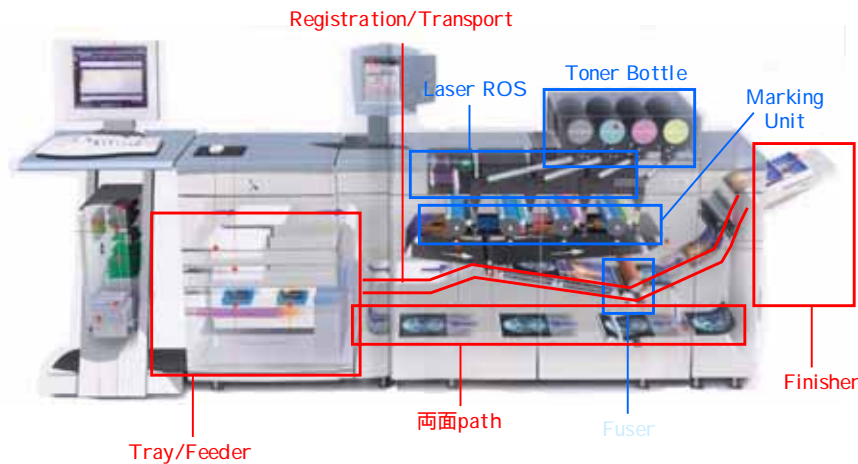 Registration/Transport
Laser ROS
Toner Bottle
Marking
Unit
Finisher
両面path
Fuser
Tray/Feeder